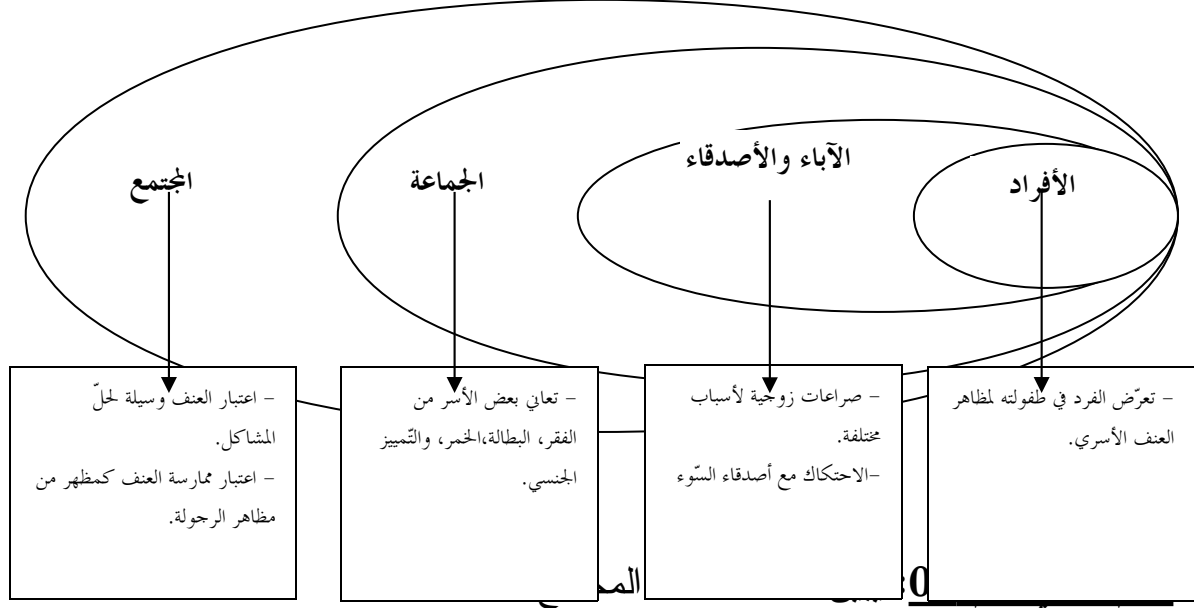 الأفراد
الآباء والأصدقاء
الجماعة
المجتمع
- تعرّض الفرد في طفولته لمظاهر
العنف الأسري.
- صراعات زوجية لأسباب
مختلفة.
-الاحتكاك مع أصدقاء السّوء
- تعاني بعض الأسر من
الفقر، البطالة،الخمر، والتّمييز
الجنسي.
- اعتبار العنف وسيلة لحلّ
المشاكل.
- اعتبار ممارسة العنف كمظهر من
مظاهر الرجولة.